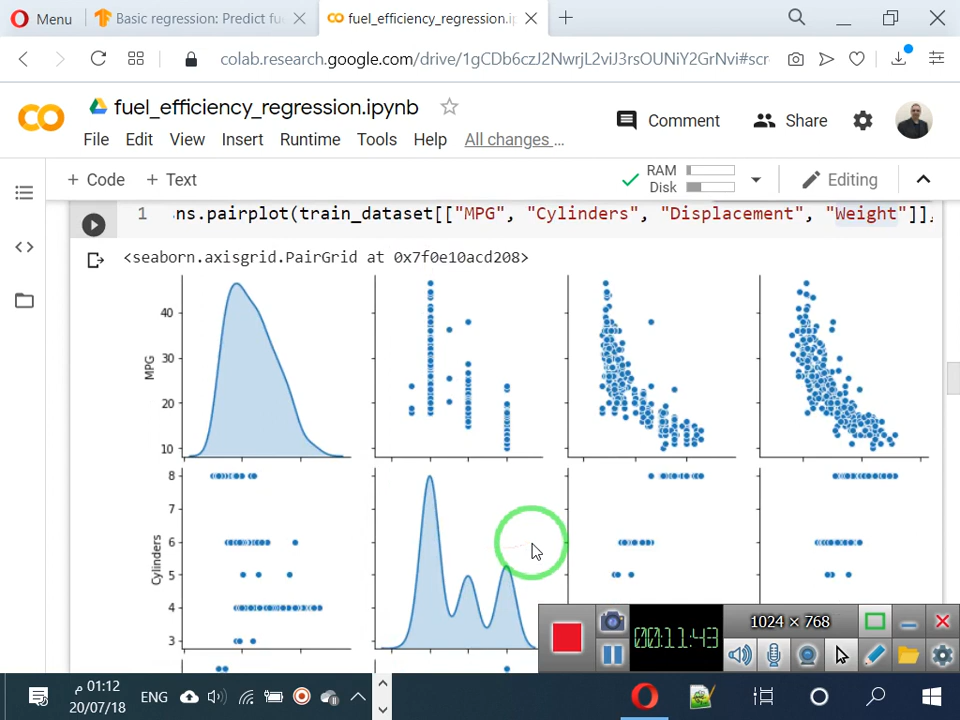 Menu
Basic regression: Predict fu
fuel_efficiency_regression.i
colab.research.google.com/drive/1gCDb6czJ2NwrjL2viJ3rsOUNiY2GrNvi#scr
fuel_efficiency_regression.ipynb
File Edit View Insert Runtime Tools Help All changes ...
Comment
Share
+ Code + Text
RAM
Disk
Editing
1 ns.pairplot(train_dataset[["MPG", "Cylinders", "Displacement", "Weight"]],
<seaborn.axisgrid.PairGrid at 0x7f0e10acd208>
MPG
40
30
20
10
Cylinders
8
7
6
5
4
3
1024 × 768
00:11:43
01:12 م
ENG
20/07/18